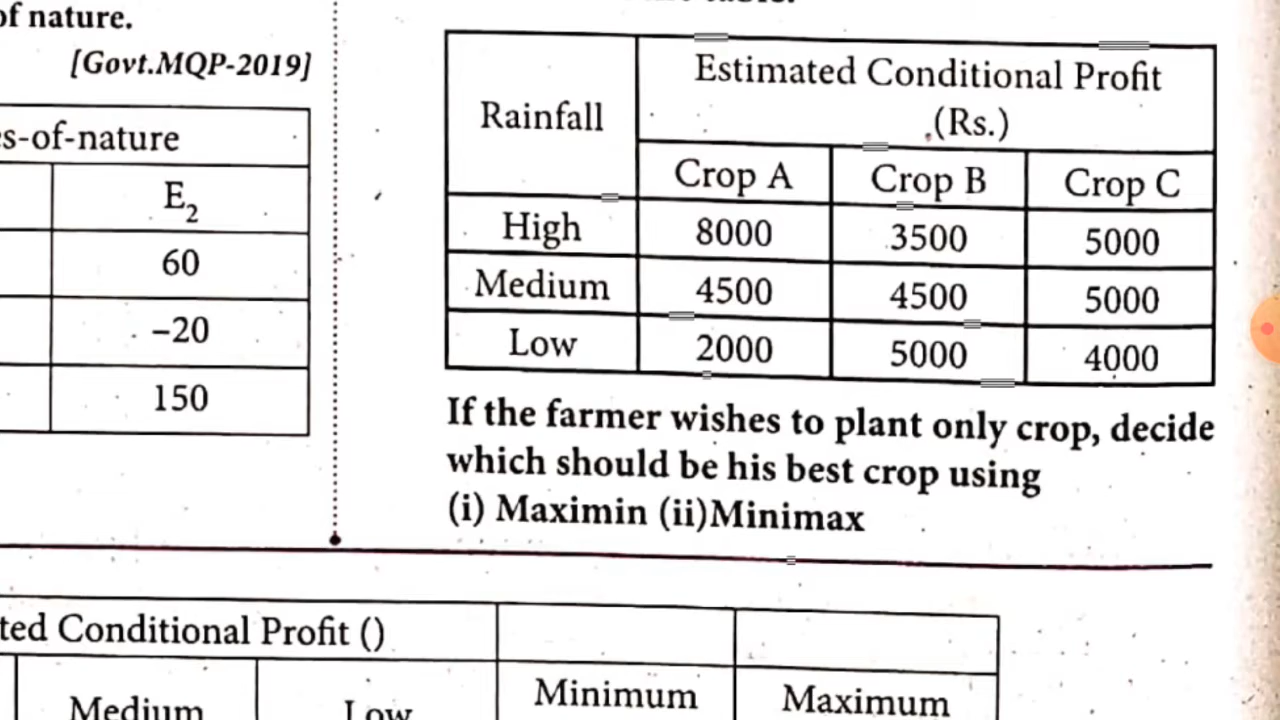 of nature.
[Govt.MQP-2019]
s-of-nature
E2
60
–20
150
table.
Rainfall
Estimated Conditional Profit
(Rs.)
Crop A Crop B Crop C
High 8000 3500 5000
Medium 4500 4500 5000
Low 2000 5000 4000
If the farmer wishes to plant only crop, decide
which should be his best crop using
(i) Maximin (ii)Minimax
ted Conditional Profit ()
Medium Low Minimum Maximum